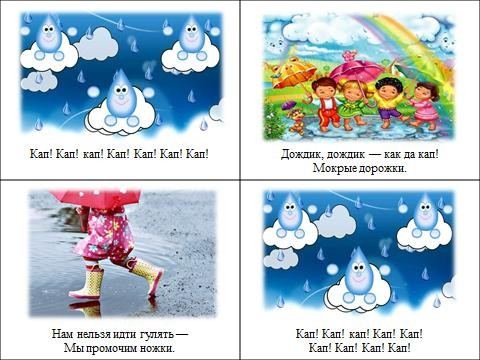 Кап! Кап! кап! Кап! Кап! Кап! Кап!
Дождик, дождик — как да кап!
Мокрые дорожки.
Нам нельзя идти гулять —
Мы промочим ножки.
Кап! Кап! кап! Кап! Кап!
Кап! Кап! Кап! Кап!